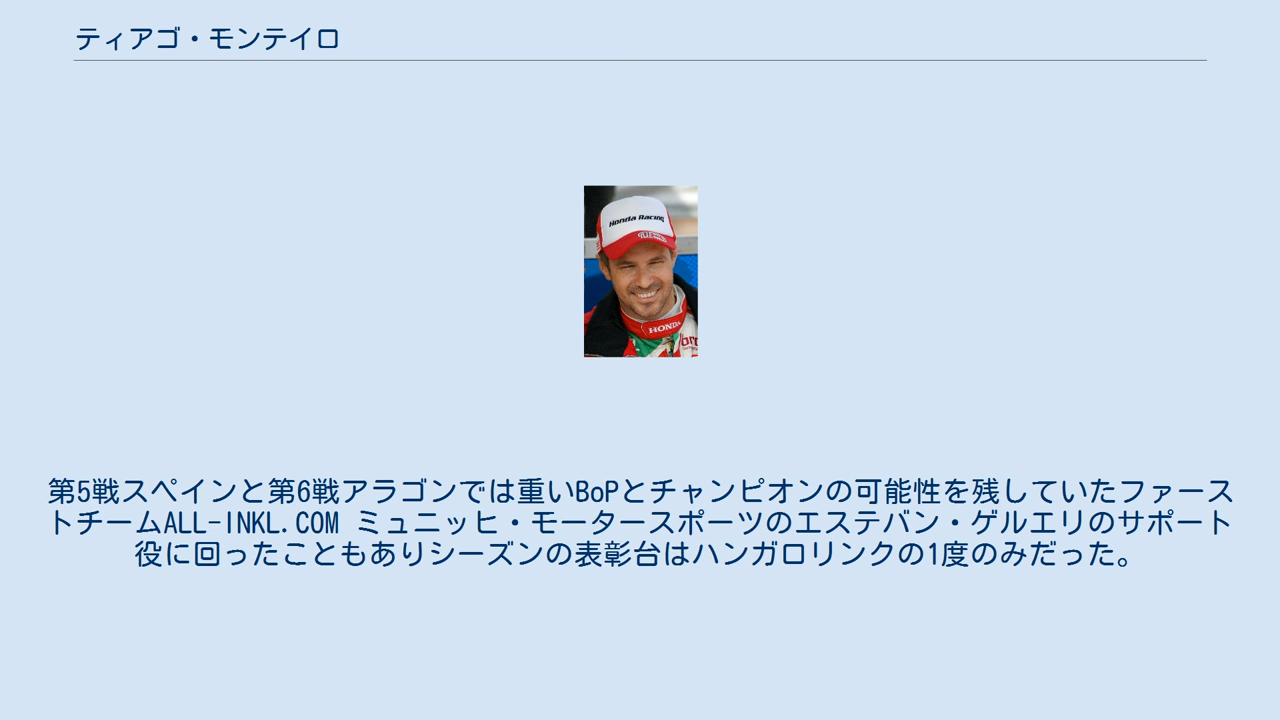 ティアゴ・モンテイロ
Honda Racing
HONDA
第5戦スペインと第6戦アラゴンでは重いBoPとチャンピオンの可能性を残していたファース
トチームALL-INKL.COM ミュニッヒ・モータースポーツのエステバン・ゲルエリのサポート
役に回ったこともありシーズンの表彰台はハンガロリンクの1度のみだった。